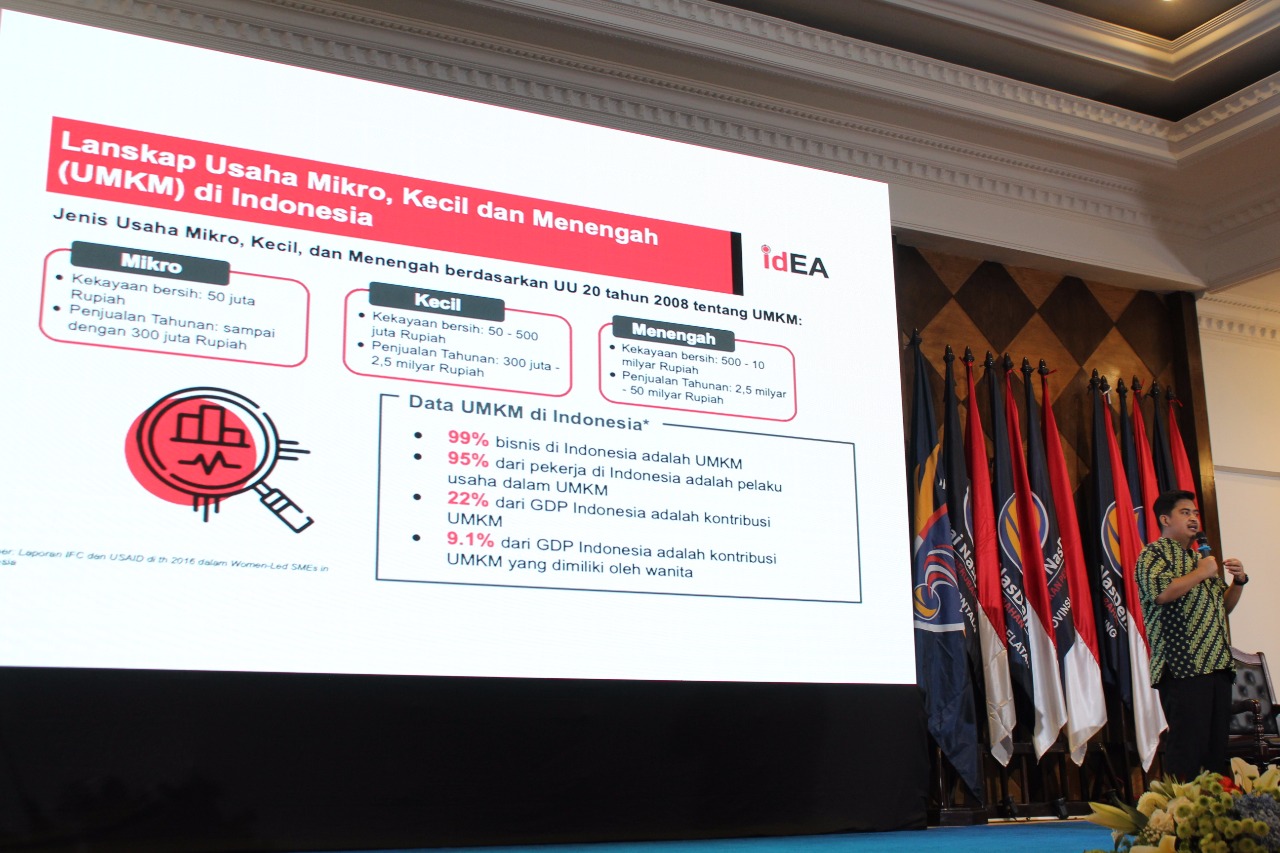 Lanskap Usaha Mikro, Kecil dan Menengah
(UMKM) di Indonesia
idEA
Jenis Usaha Mikro, Kecil, dan Menengah berdasarkan UU 20 tahun 2008 tentang UMKM:
Mikro
• Kekayaan bersih: 50 juta
Rupiah
• Penjualan Tahunan: sampai
dengan 300 juta Rupiah
Kecil
• Kekayaan bersih: 50 - 500
juta Rupiah
• Penjualan Tahunan: 300 juta -
2,5 milyar Rupiah
Menengah
• Kekayaan bersih: 500 - 10
milyar Rupiah
• Penjualan Tahunan: 2,5 milyar
- 50 milyar Rupiah
Data UMKM di Indonesia*
• 99% bisnis di Indonesia adalah UMKM
• 95% dari pekerja di Indonesia adalah pelaku
usaha dalam UMKM
• 22% dari GDP Indonesia adalah kontribusi
UMKM
• 9.1% dari GDP Indonesia adalah kontribusi
UMKM yang dimiliki oleh wanita
Laporan IFC dan USAID di th 2016 dalam Women-Led SMEs in
NasDem